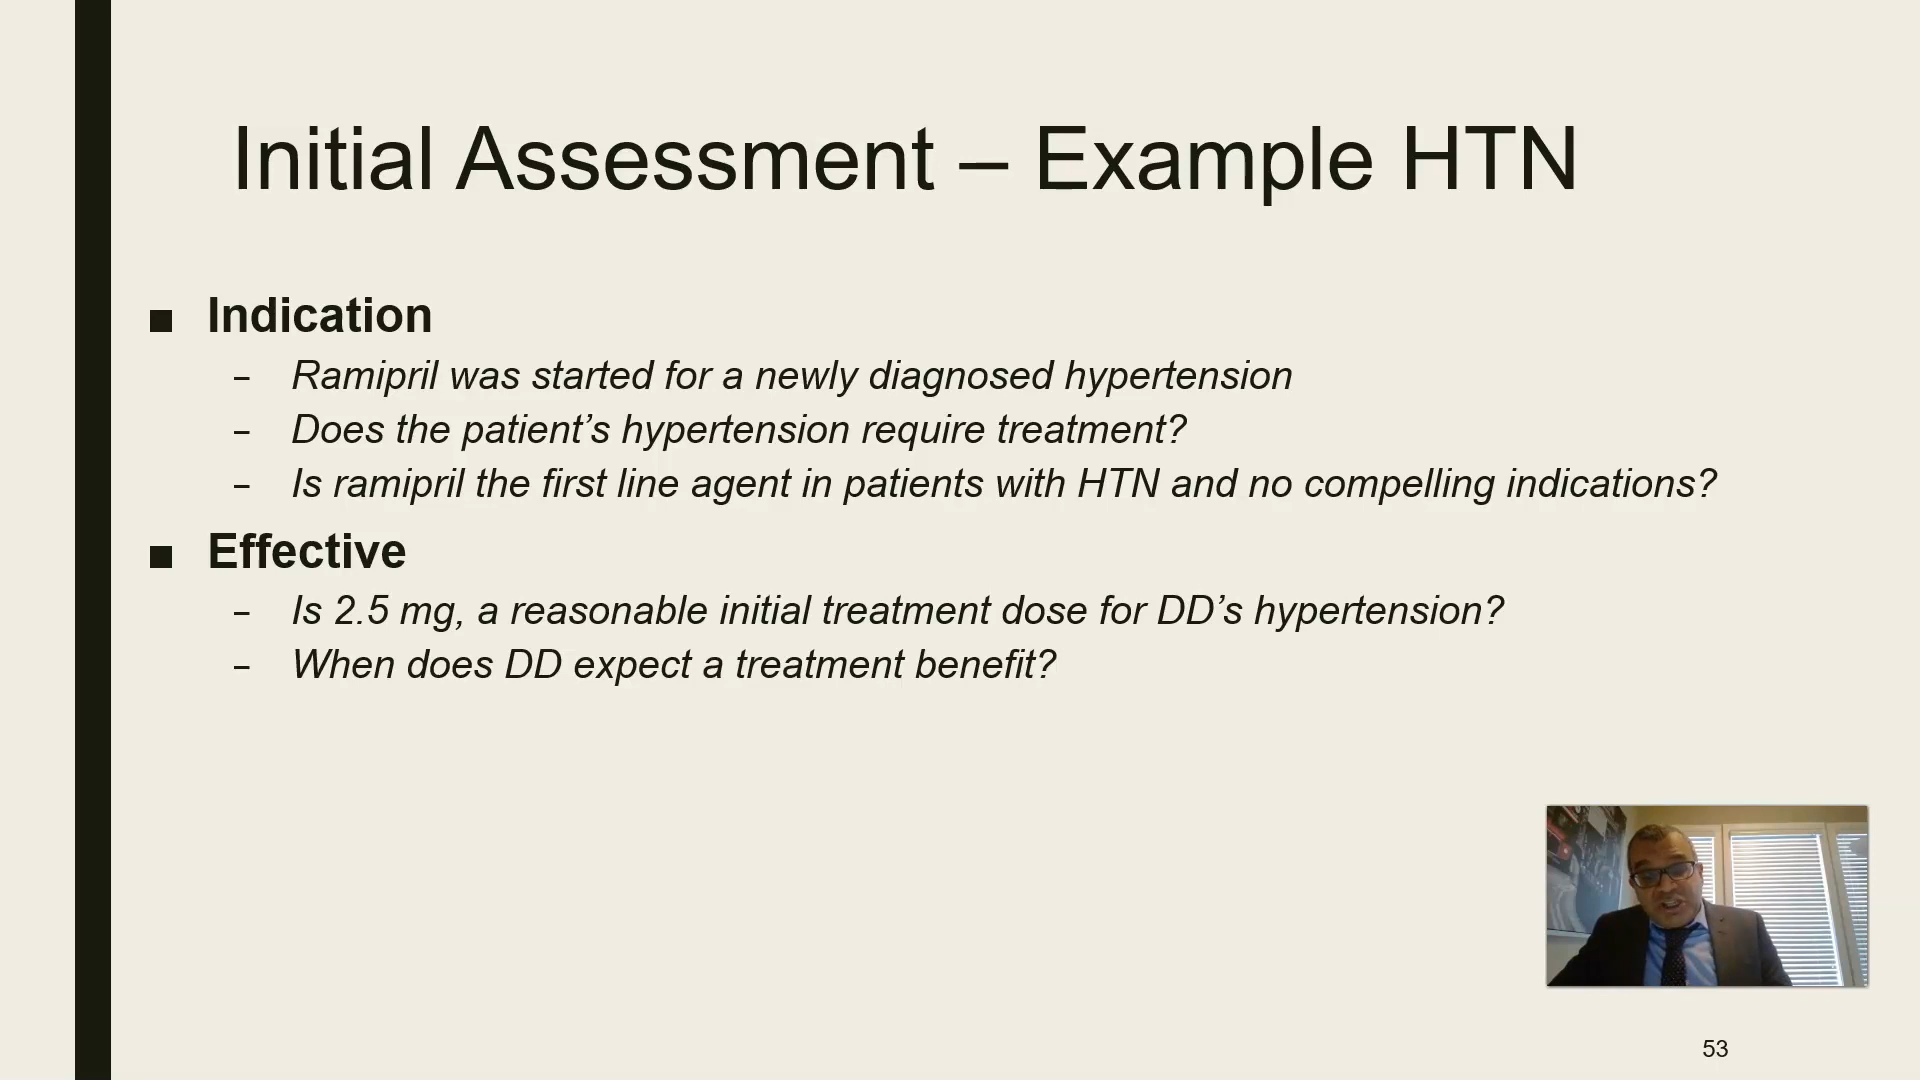 Initial Assessment – Example HTN
■ Indication
– Ramipril was started for a newly diagnosed hypertension
– Does the patient’s hypertension require treatment?
– Is ramipril the first line agent in patients with HTN and no compelling indications?
■ Effective
– Is 2.5 mg, a reasonable initial treatment dose for DD’s hypertension?
– When does DD expect a treatment benefit?
53